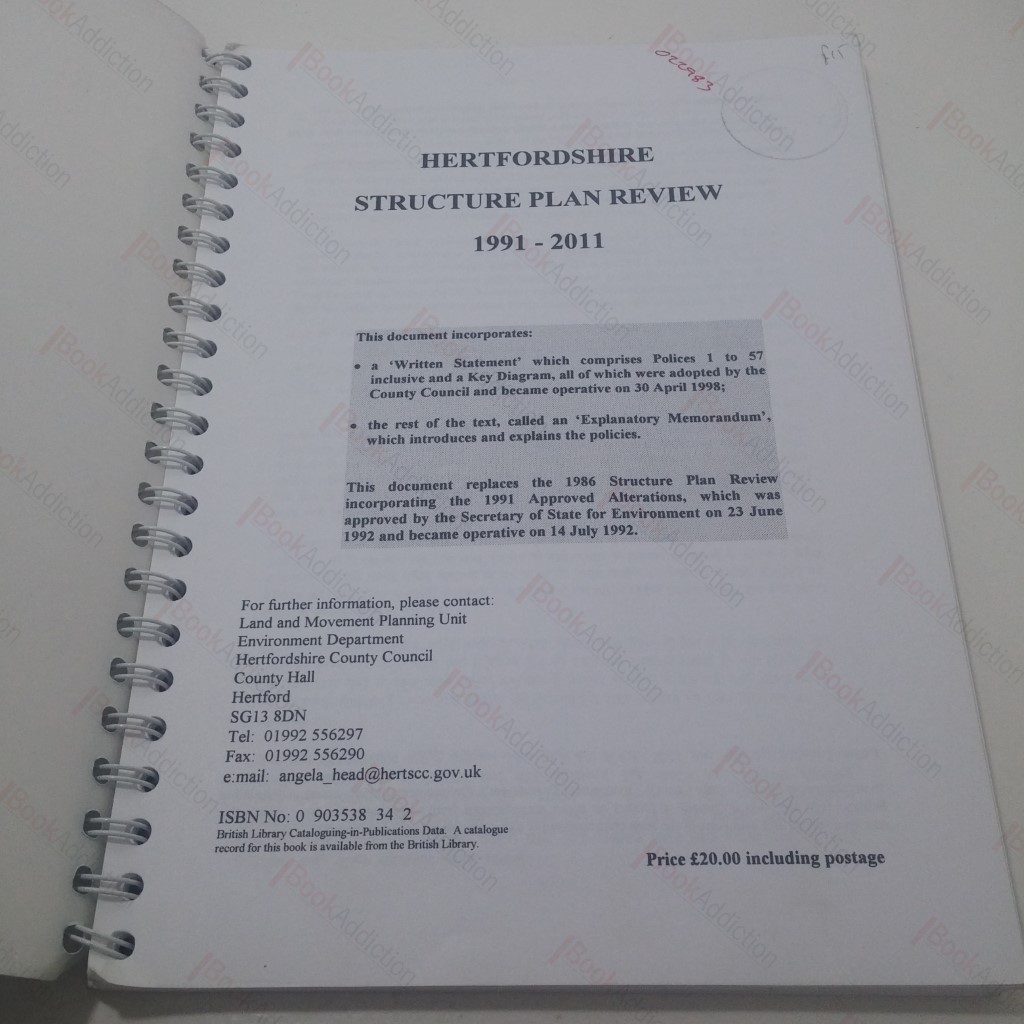 022983
£15
HERTFORDSHIRE
STRUCTURE PLAN REVIEW
1991 - 2011
This document incorporates:
• a ‘Written Statement’ which comprises Polices 1 to 57
inclusive and a Key Diagram, all of which were adopted by the
County Council and became operative on 30 April 1998;
• the rest of the text, called an ‘Explanatory Memorandum’,
which introduces and explains the policies.
This document replaces the 1986 Structure Plan Review
incorporating the 1991 Approved Alterations, which was
approved by the Secretary of State for Environment on 23 June
1992 and became operative on 14 July 1992.
For further information, please contact:
Land and Movement Planning Unit
Environment Department
Hertfordshire County Council
County Hall
Hertford
SG13 8DN
Tel: 01992 556297
Fax: 01992 556290
e:mail: angela_head@hertscc.gov.uk
ISBN No: 0 903538 34 2
British Library Cataloguing-in-Publications Data. A catalogue
record for this book is available from the British Library.
Price £20.00 including postage
BookAddiction